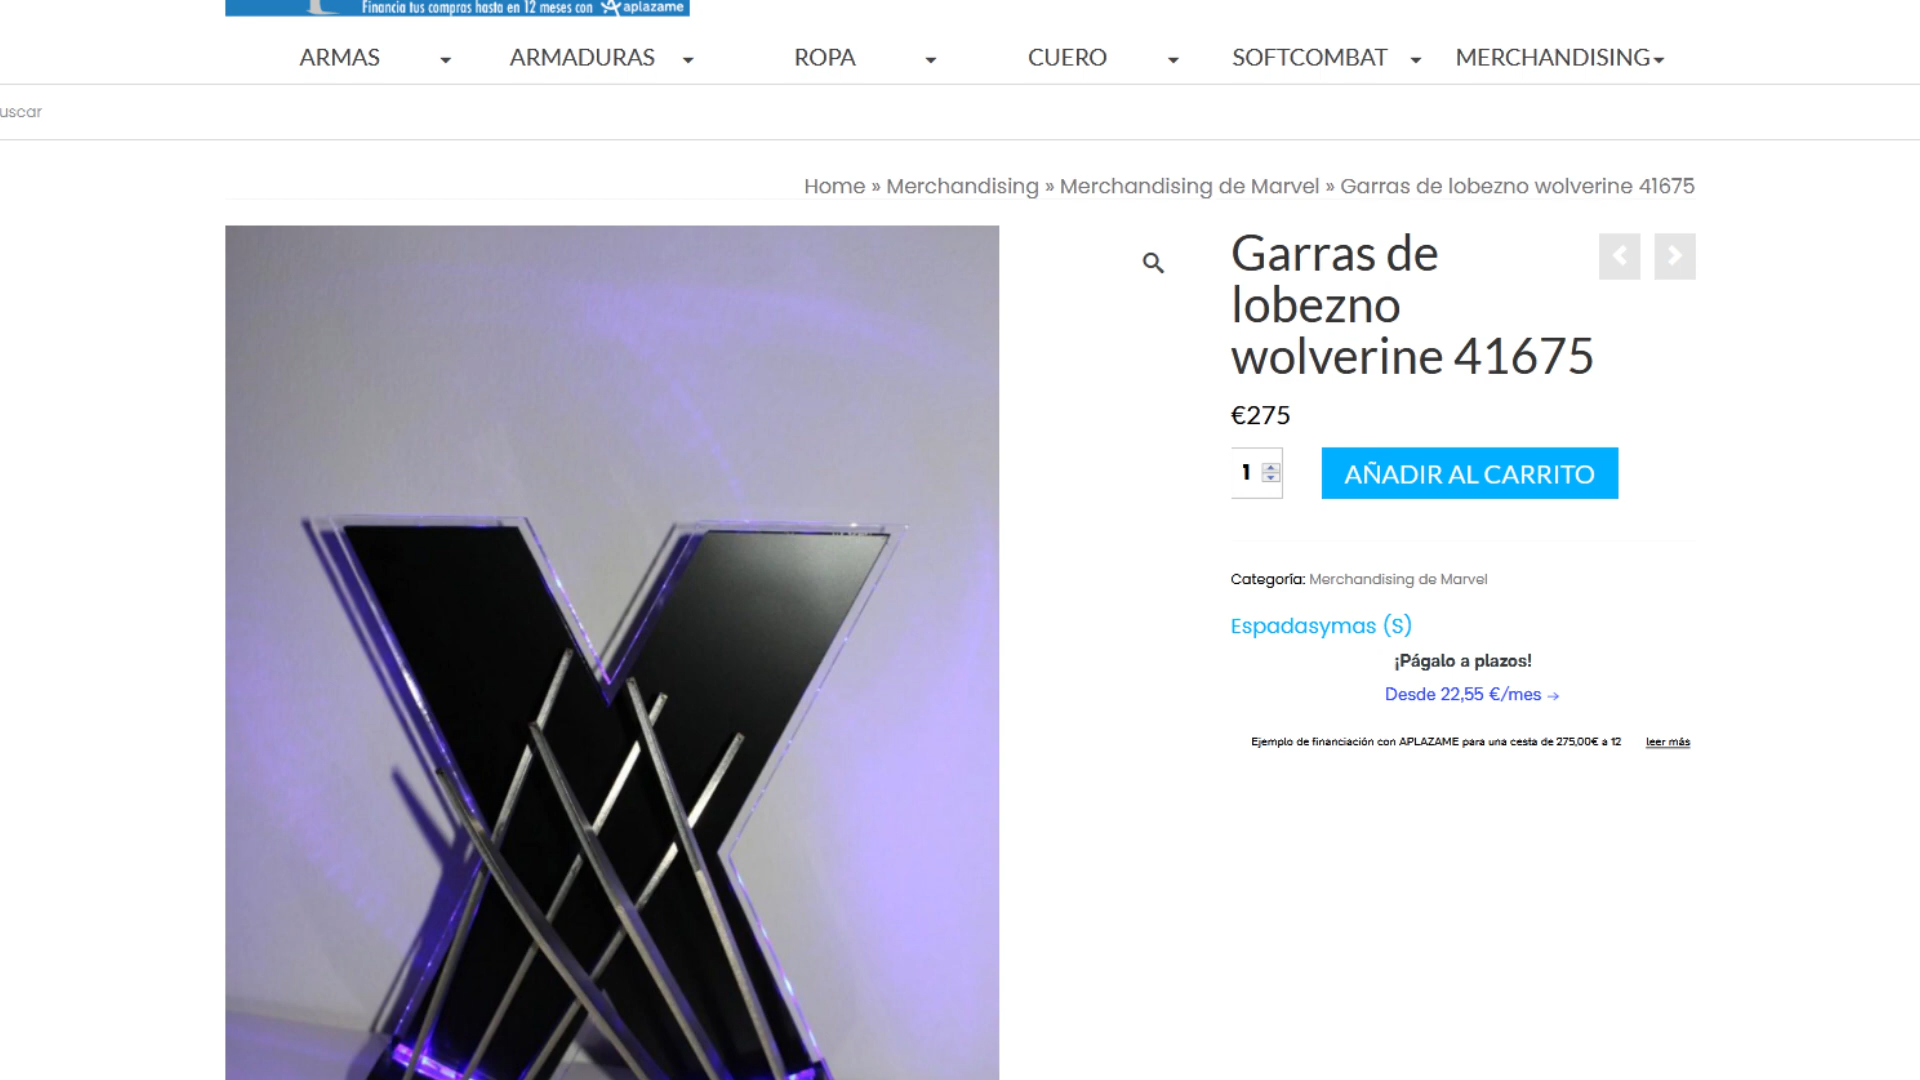 Financia tus compras hasta en 12 meses con aplazame
ARMAS ARMADURAS ROPA CUERO SOFTCOMBAT MERCHANDISING
uscar
Home » Merchandising » Merchandising de Marvel » Garras de lobezno wolverine 41675
Garras de
lobezno
wolverine 41675
€275
1 AÑADIR AL CARRITO
Categoría: Merchandising de Marvel
Espadasymas (S)
¡Págalo a plazos!
Desde 22,55 €/mes →
Ejemplo de financiación con APLAZAME para una cesta de 275,00€ a 12 leer más